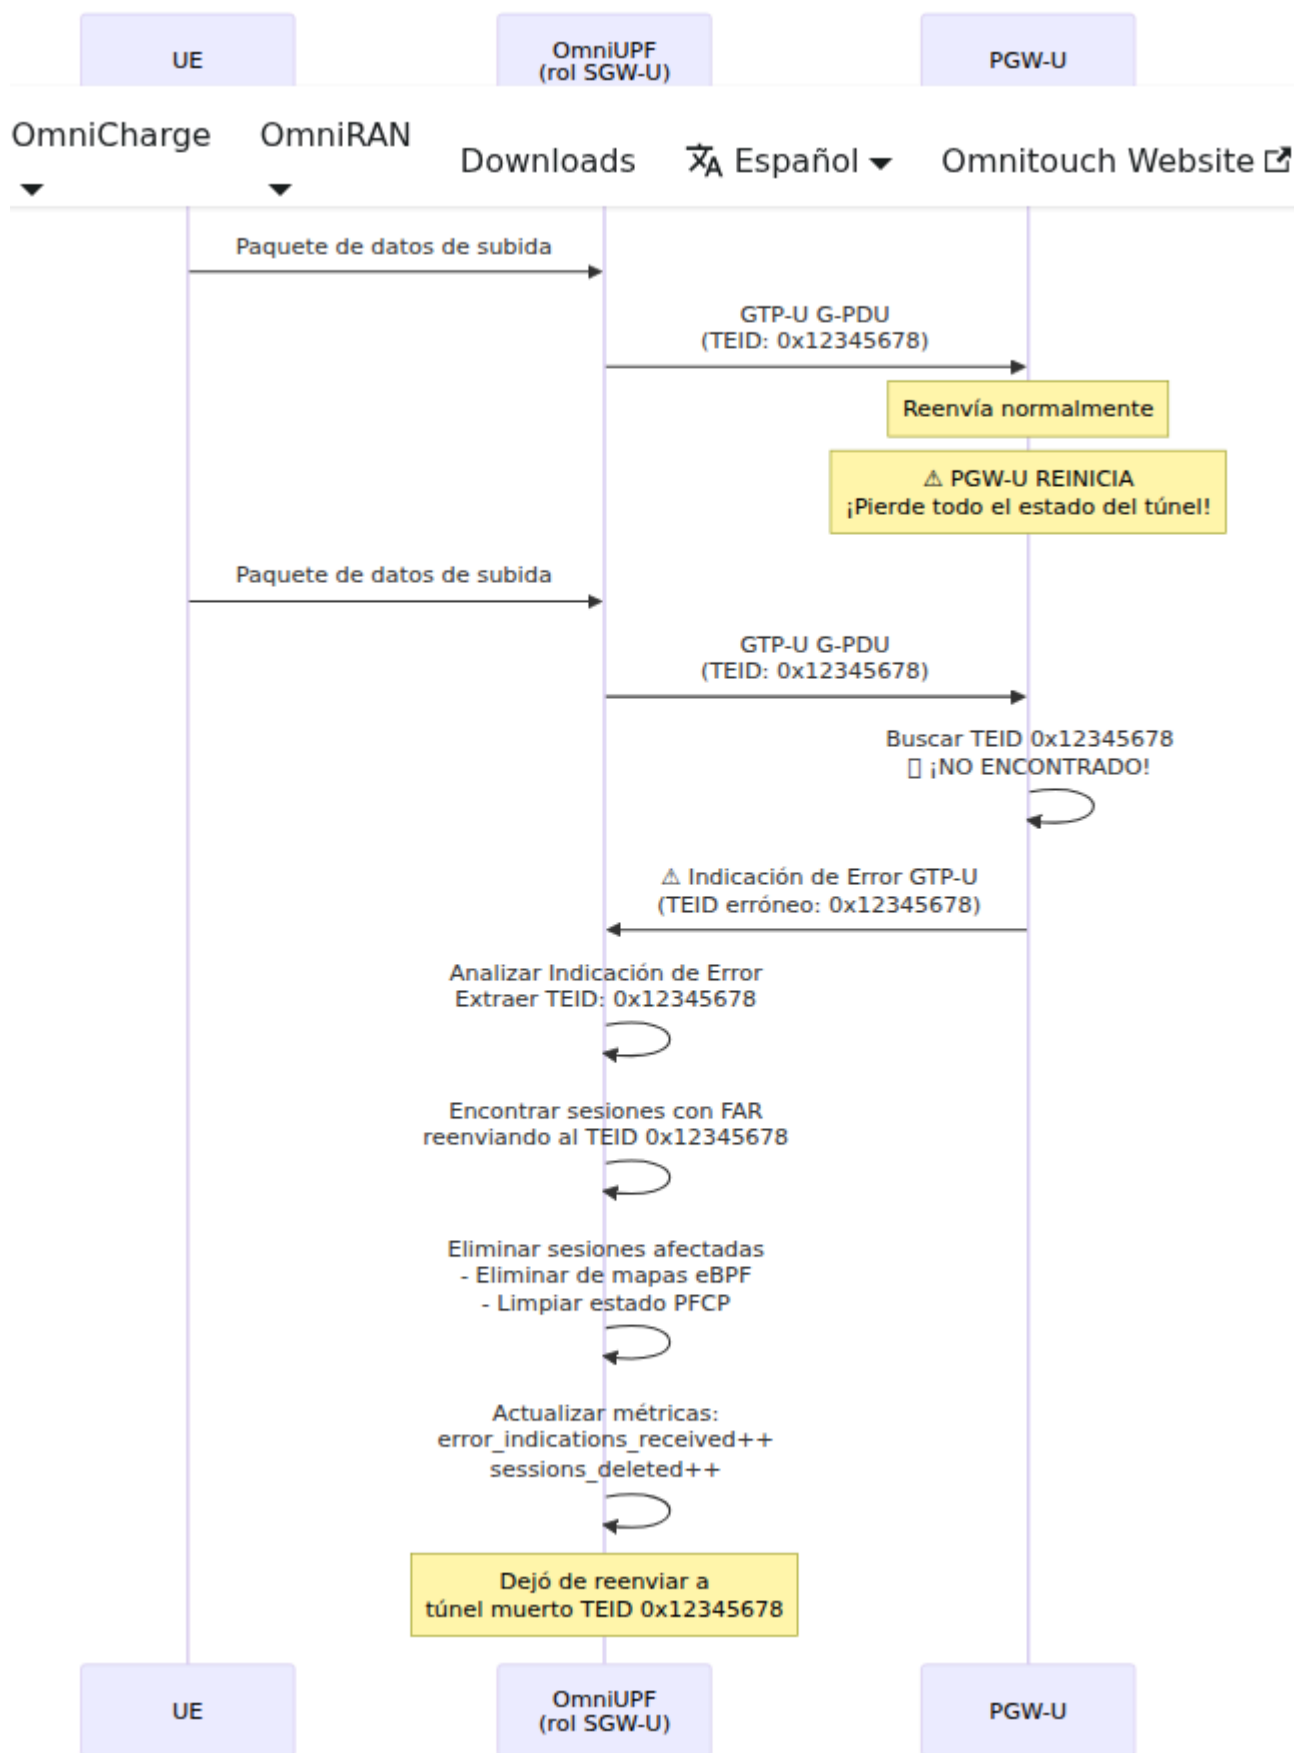 UE
OmniUPF
(rol SGW-U)
PGW-U
OmniCharge
OmniRAN
Downloads
Español
Omnitouch Website
Paquete de datos de subida
GTP-U G-PDU
(TEID: 0x12345678)
Reenvía normalmente
⚠ PGW-U REINICIA
¡Pierde todo el estado del túnel!
Paquete de datos de subida
GTP-U G-PDU
(TEID: 0x12345678)
Buscar TEID 0x12345678
¡NO ENCONTRADO!
⚠ Indicación de Error GTP-U
(TEID erróneo: 0x12345678)
Analizar Indicación de Error
Extraer TEID: 0x12345678
Encontrar sesiones con FAR
reenviando al TEID 0x12345678
Eliminar sesiones afectadas
- Eliminar de mapas eBPF
- Limpiar estado PFCP
Actualizar métricas:
error_indications_received++
sessions_deleted++
Dejó de reenviar a
túnel muerto TEID 0x12345678
UE
OmniUPF
(rol SGW-U)
PGW-U